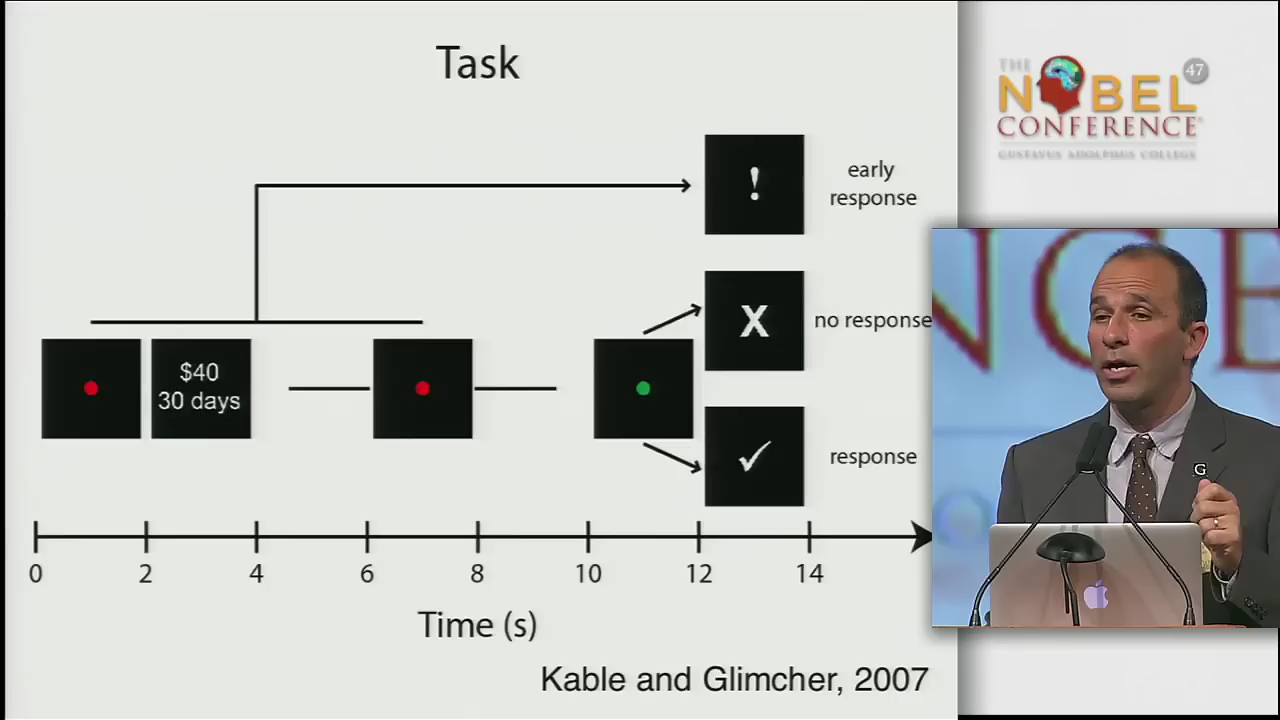 Task
!
early
response
X
no response
$40
30 days
✓
response
0 2 4 6 8 10 12 14
Time (s)
Kable and Glimcher, 2007
THE
NOBEL
47
CONFERENCE
GUSTAVUS ADOLPHUS COLLEGE
NCE
G